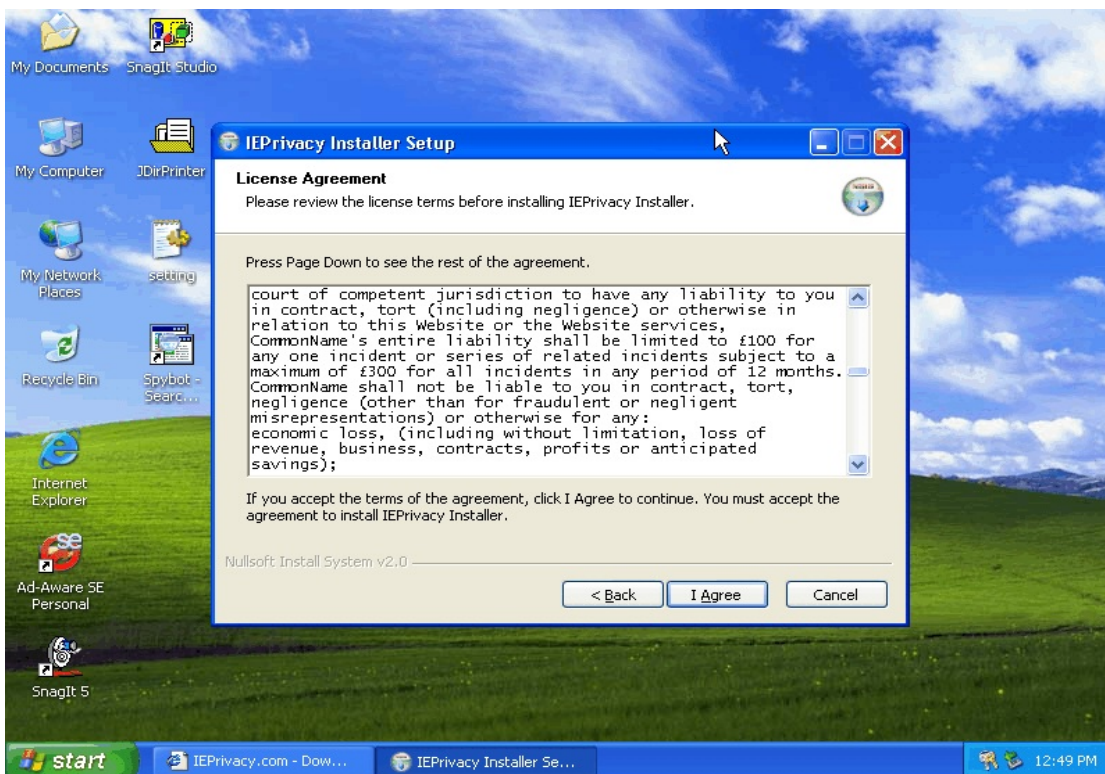 My Documents
SnagIt Studio
My Computer
JDirPrinter
My Network
Places
setting
Recycle Bin
Spybot -
Searc...
Internet
Explorer
Ad-Aware SE
Personal
SnagIt 5
IEPrivacy Installer Setup
License Agreement
Please review the license terms before installing IEPrivacy Installer.
Press Page Down to see the rest of the agreement.
court of competent jurisdiction to have any liability to you
in contract, tort (including negligence) or otherwise in
relation to this Website or the Website services,
CommonName's entire liability shall be limited to £100 for
any one incident or series of related incidents subject to a
maximum of £300 for all incidents in any period of 12 months.
CommonName shall not be liable to you in contract, tort,
negligence (other than for fraudulent or negligent
misrepresentations) or otherwise for any:
economic loss, (including without limitation, loss of
revenue, business, contracts, profits or anticipated
savings);
If you accept the terms of the agreement, click I Agree to continue. You must accept the
agreement to install IEPrivacy Installer.
Nullsoft Install System v2.0
< Back
I Agree
Cancel
start
IEPrivacy.com - Dow...
IEPrivacy Installer Se...
12:49 PM